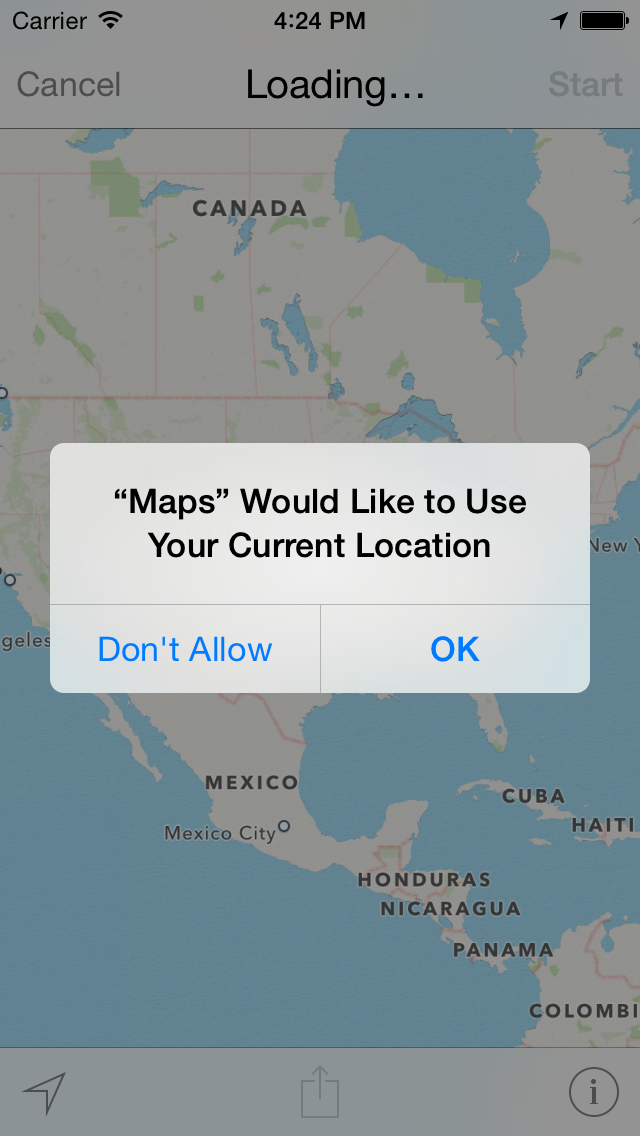 Carrier 4:24 PM
Cancel Loading... Start
CANADA
“Maps” Would Like to Use
Your Current Location
New Y
geles
Don't Allow OK
MEXICO
CUBA
Mexico City
HAITI
HONDURAS
NICARAGUA
PANAMA
COLOMBI
i